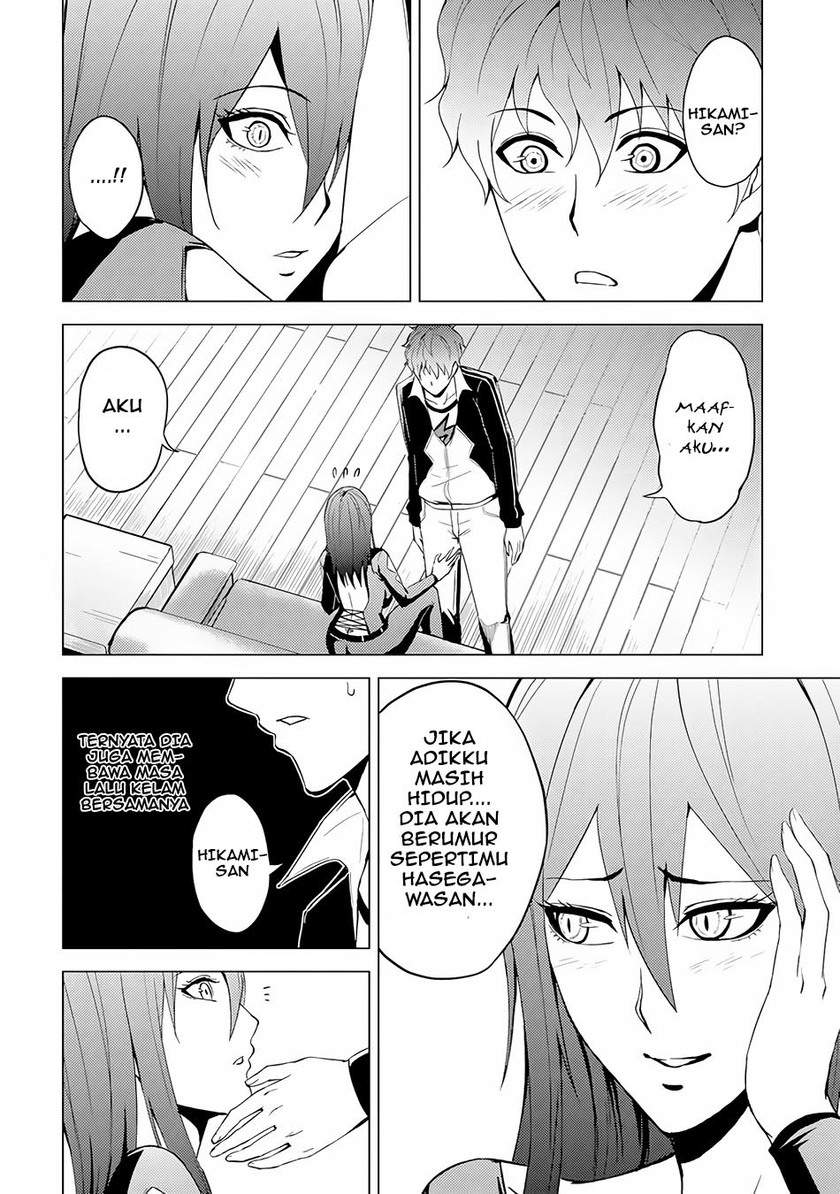 HIKAMI-
SAN?
....!!
MAAF-
KAN
AKU...
AKU
...
JIKA
ADIKKU
MASIH
HIDUP....
DIA AKAN
BERUMUR
SEPERTIMU
HASEGA-
WASAN...
TERNYATA DIA
JUGA MEM-
BAWA MASA
LALU KELAM
BERSAMANYA
HIKAMI-
SAN